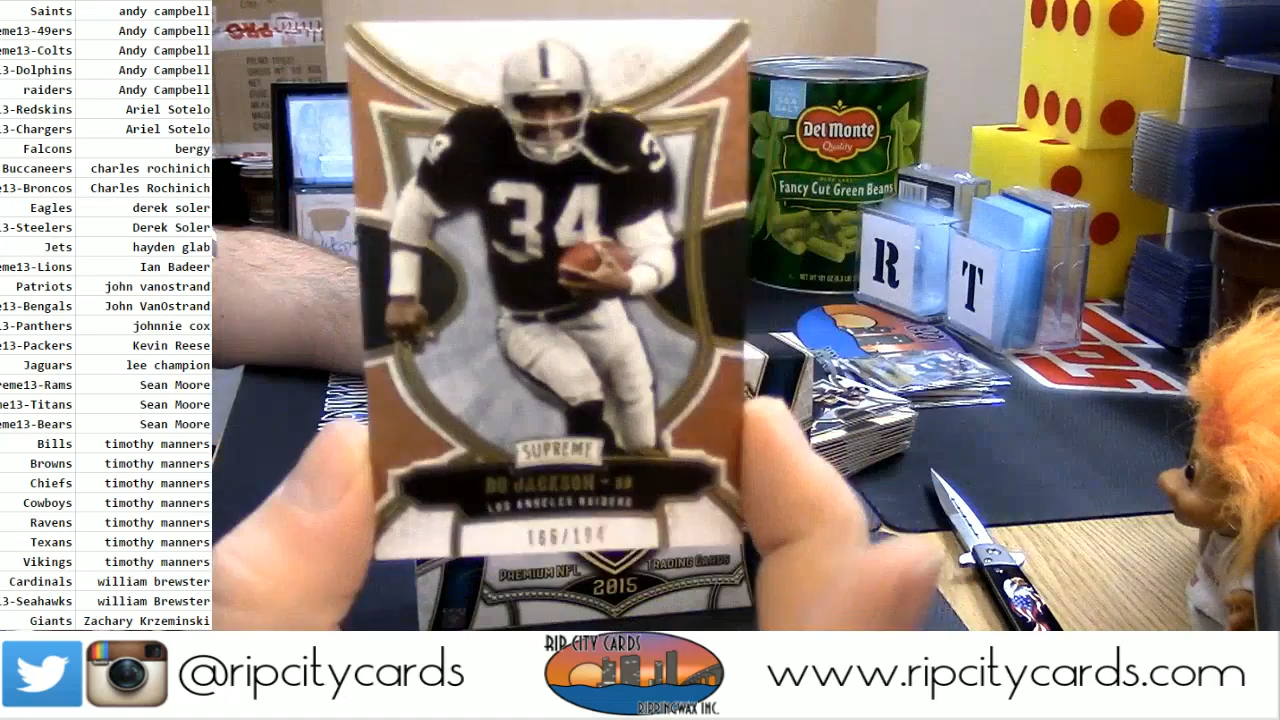 Saints andy campbell
eme13-49ers Andy Campbell
eme13-Colts Andy Campbell
13-Dolphins Andy Campbell
raiders Andy Campbell
13-Redskins Ariel Sotelo
13-Chargers Ariel Sotelo
Falcons bergy
Buccaneers charles rochinich
e13-Broncos Charles Rochinich
Eagles derek soler
e13-Steelers Derek Soler
Jets hayden glab
eme13-Lions Ian Badeer
Patriots john vanostrand
e13-Bengals John VanOstrand
13-Panthers johnnie cox
e13-Packers Kevin Reese
Jaguars lee champion
reme13-Rams Sean Moore
eme13-Titans Sean Moore
eme13-Bears Sean Moore
Bills timothy manners
Browns timothy manners
Chiefs timothy manners
Cowboys timothy manners
Ravens timothy manners
Texans timothy manners
Vikings timothy manners
Cardinals william brewster
13-Seahawks william Brewster
Giants Zachary Krzeminski
34
34
SUPREME
BO JACKSON
LOS ANGELES RAIDERS
PREMIUM NFL TRADING CARDS
2015
SEA SALT
Del Monte
Quality
Fancy Cut Green Beans
R T
@ripcitycards
RIP CITY CARDS
RIPPINGWAX INC.
www.ripcitycards.com